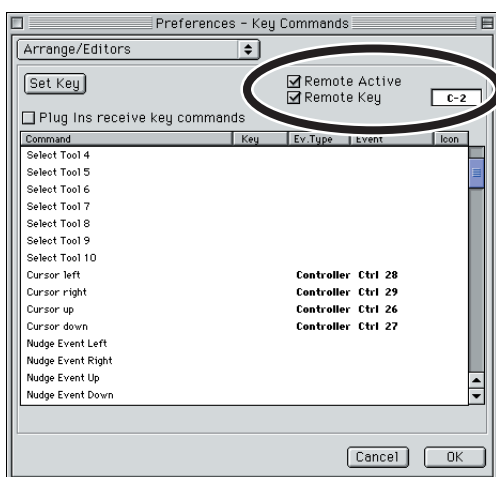 Preferences - Key Commands
Arrange/Editors
Set Key
Remote Active
Remote Key C-2
Plug Ins receive key commands
Command Key Ev.Type Event Icon
Select Tool 4
Select Tool 5
Select Tool 6
Select Tool 7
Select Tool 8
Select Tool 9
Select Tool 10
Cursor left Controller Ctrl 28
Cursor right Controller Ctrl 29
Cursor up Controller Ctrl 26
Cursor down Controller Ctrl 27
Nudge Event Left
Nudge Event Right
Nudge Event Up
Nudge Event Down
Cancel OK